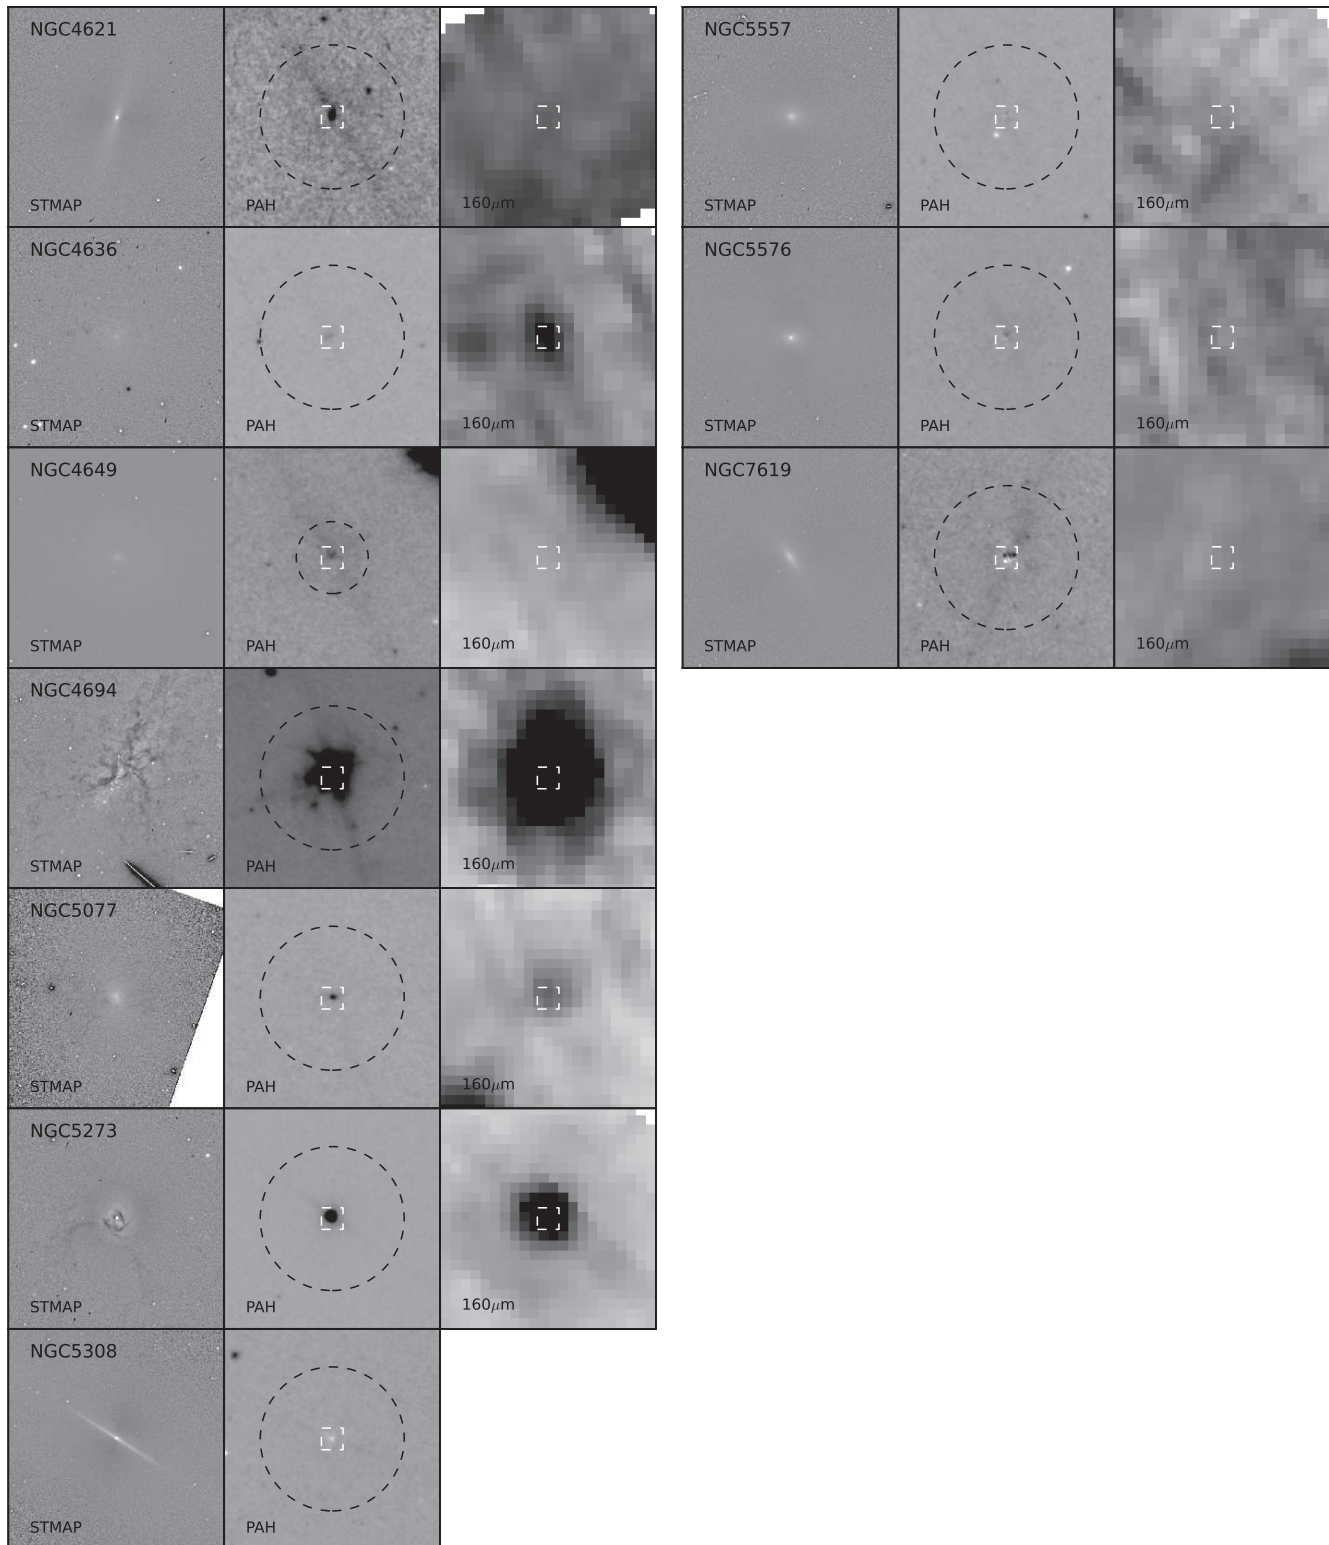 NGC4621
STMAP
PAH
160μm
NGC4636
STMAP
PAH
160μm
NGC4649
STMAP
PAH
160μm
NGC4694
STMAP
PAH
160μm
NGC5077
STMAP
PAH
160μm
NGC5273
STMAP
PAH
160μm
NGC5308
STMAP
PAH
NGC5557
STMAP
PAH
160μm
NGC5576
STMAP
PAH
160μm
NGC7619
STMAP
PAH
160μm